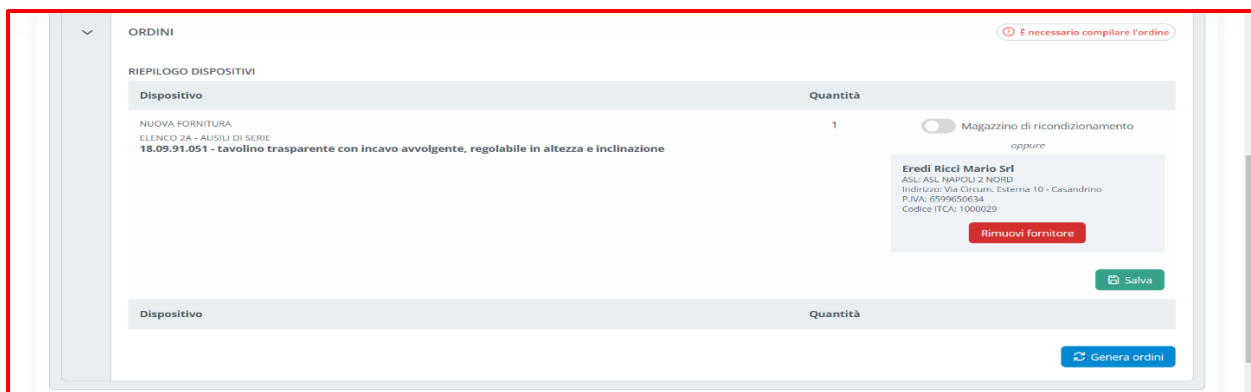 ORDINI
È necessario compilare l'ordine
RIEPILOGO DISPOSITIVI
Dispositivo Quantità
NUOVA FORNITURA 1
ELENCO 2A - AUSILI DI SERIE
18.09.91.051 - tavolino trasparente con incavo avvolgente, regolabile in altezza e inclinazione
Magazzino di ricondizionamento
oppure
Eredi Ricci Mario Srl
ASL: ASL NAPOLI 2 NORD
Indirizzo: Via Circum. Esterna 10 - Casandrino
P.IVA: 6599650634
Codice ITCA: 1000029
Rimuovi fornitore
Salva
Dispositivo Quantità
Genera ordini